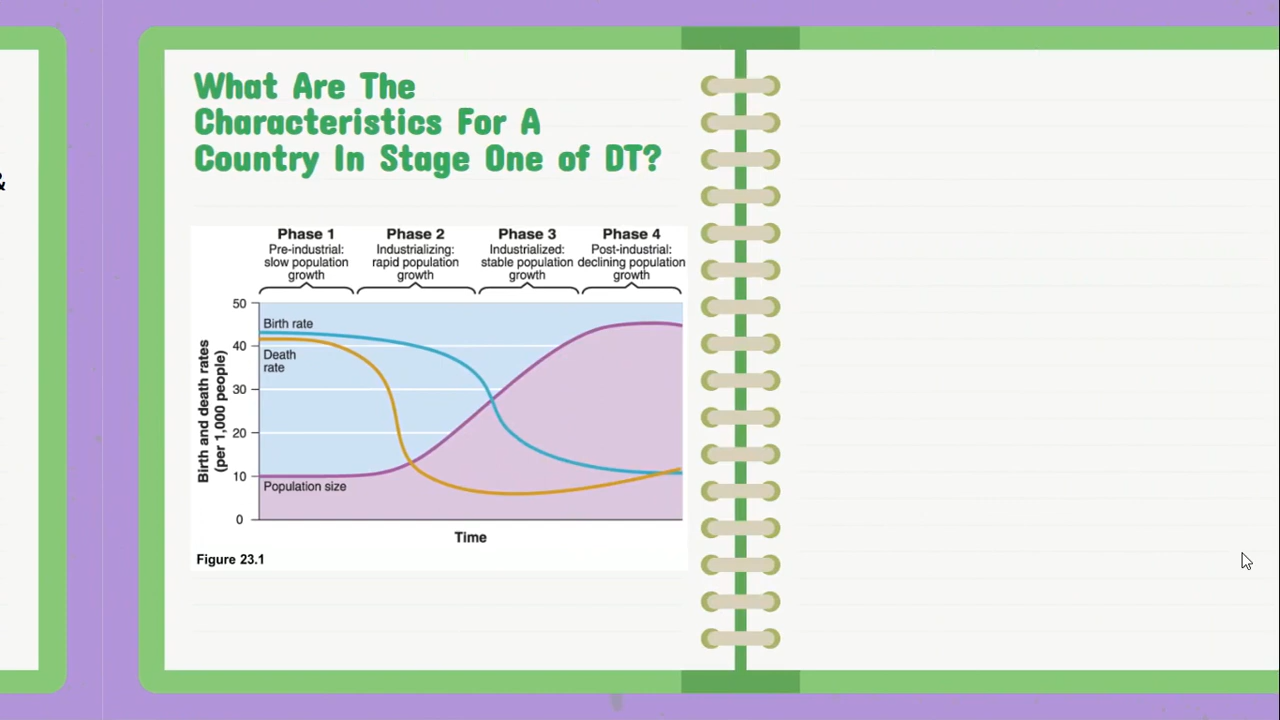 &
What Are The
Characteristics For A
Country In Stage One of DT?
Phase 1
Pre-industrial:
slow population
growth
Phase 2
Industrializing:
rapid population
growth
Phase 3
Industrialized:
stable population
growth
Phase 4
Post-industrial:
declining population
growth
Birth and death rates
(per 1,000 people)
50
40
30
20
10
0
Birth rate
Death
rate
Population size
Time
Figure 23.1